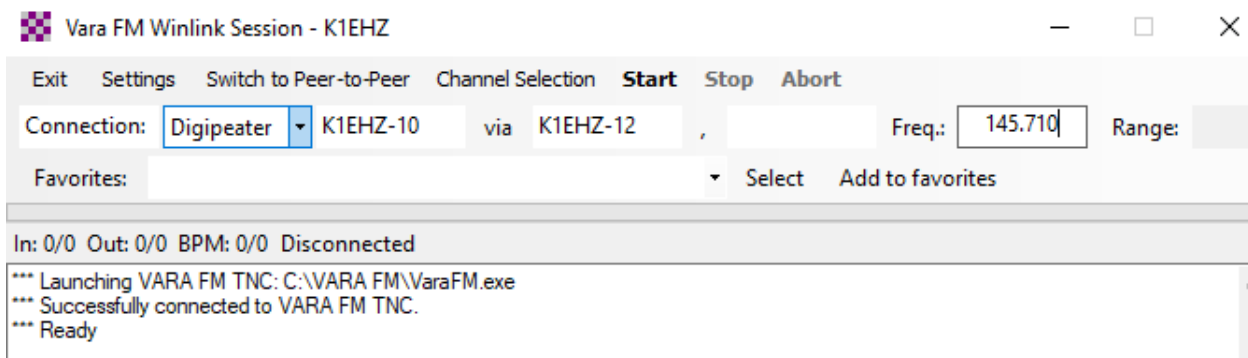 Vara FM Winlink Session - K1EHZ
Exit Settings Switch to Peer-to-Peer Channel Selection Start Stop Abort
Connection: Digipeater K1EHZ-10 via K1EHZ-12 , Freq.: 145.710 Range:
Favorites: Select Add to favorites
In: 0/0 Out: 0/0 BPM: 0/0 Disconnected
*** Launching VARA FM TNC: C:\VARA FM\VaraFM.exe
*** Successfully connected to VARA FM TNC.
*** Ready